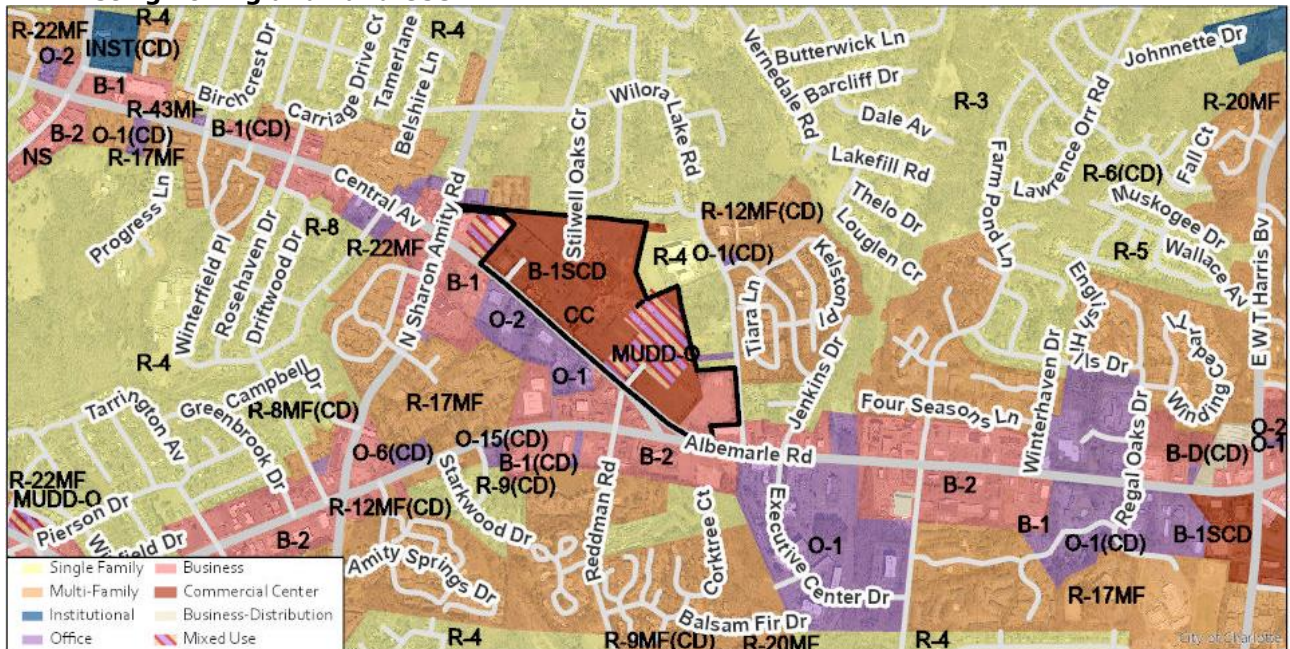 R-4
R-22MF
INST(CD)
O-2
R-4
B-1
Birchcrest Dr
Carriage Drive Cr
Tamerlane
Belshire Ln
R-43MF
B-2
O-1(CD)
B-1(CD)
NS
R-17MF
Progress Ln
Central Av
N Sharon Amity Rd
R-8
R-22MF
Winterfield Pl
Rosehaven Dr
Driftwood Dr
R-4
B-1
O-2
O-1
Stilwell Oaks Cr
Wilora Lake Rd
B-1SCD
CC
MUDD-O
R-4
O-1(CD)
R-12MF(CD)
Vernedale Rd
Butterwick Ln
Barcliff Dr
Dale Av
Lakefill Rd
Thelo Dr
Louglen Cr
Kelston Pl
Tiara Ln
Jenkins Dr
R-3
Johnnette Dr
Lawrence Orr Rd
Farm Pond Ln
R-20MF
Fall Ct
R-6(CD)
Muskogee Dr
R-5
Wallace Av
E W T Harris Bv
Winterhaven Dr
Four Seasons Ln
Regal Oaks Dr
Winding Cedar
O-2
O-1
B-D(CD)
Albemarle Rd
B-2
B-1
O-1(CD)
B-1SCD
R-17MF
Tarrington Av
Greenbrook Dr
Campbell Dr
R-8MF(CD)
R-17MF
O-6(CD)
O-15(CD)
B-1(CD)
R-9(CD)
B-2
R-22MF
MUDD-O
Pierson Dr
B-2
R-12MF(CD)
Starkwood Dr
Amity Springs Dr
Reddman Rd
Corktree Ct
Executive Center Dr
O-1
Balsam Fir Dr
R-4
R-9MF(CD)
R-20MF
R-4
Single Family
Business
Multi-Family
Commercial Center
Institutional
Business-Distribution
Office
Mixed Use
City of Charlotte